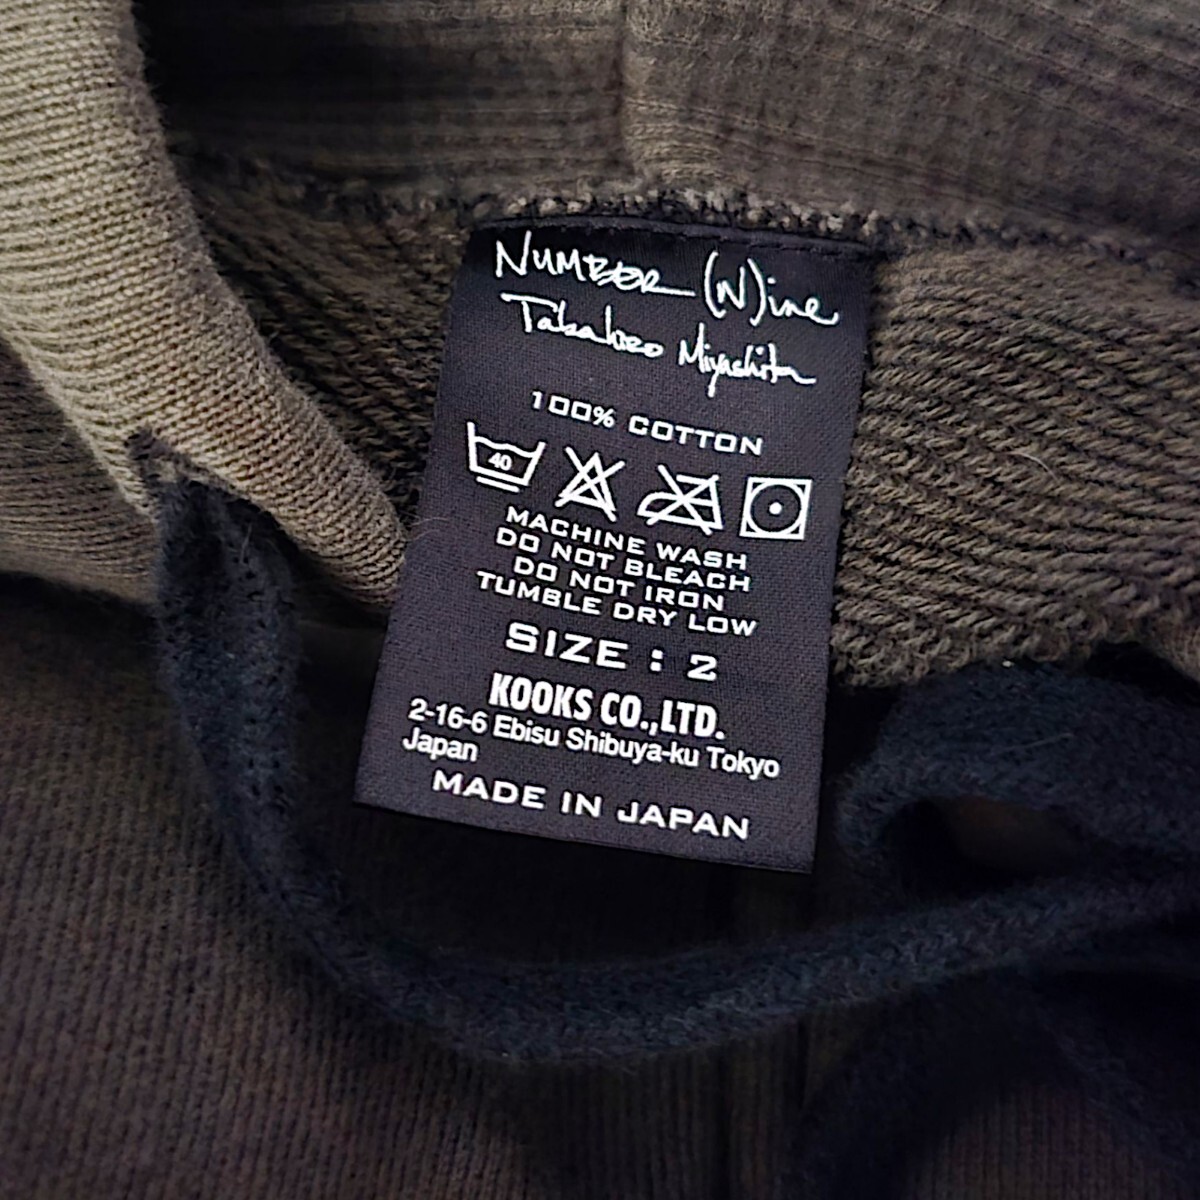 NUMBER (N)ine
Takahiro Miyashita
100% COTTON
40
MACHINE WASH
DO NOT BLEACH
DO NOT IRON
TUMBLE DRY LOW
SIZE : 2
KOOKS CO.,LTD.
2-16-6 Ebisu Shibuya-ku Tokyo
Japan
MADE IN JAPAN